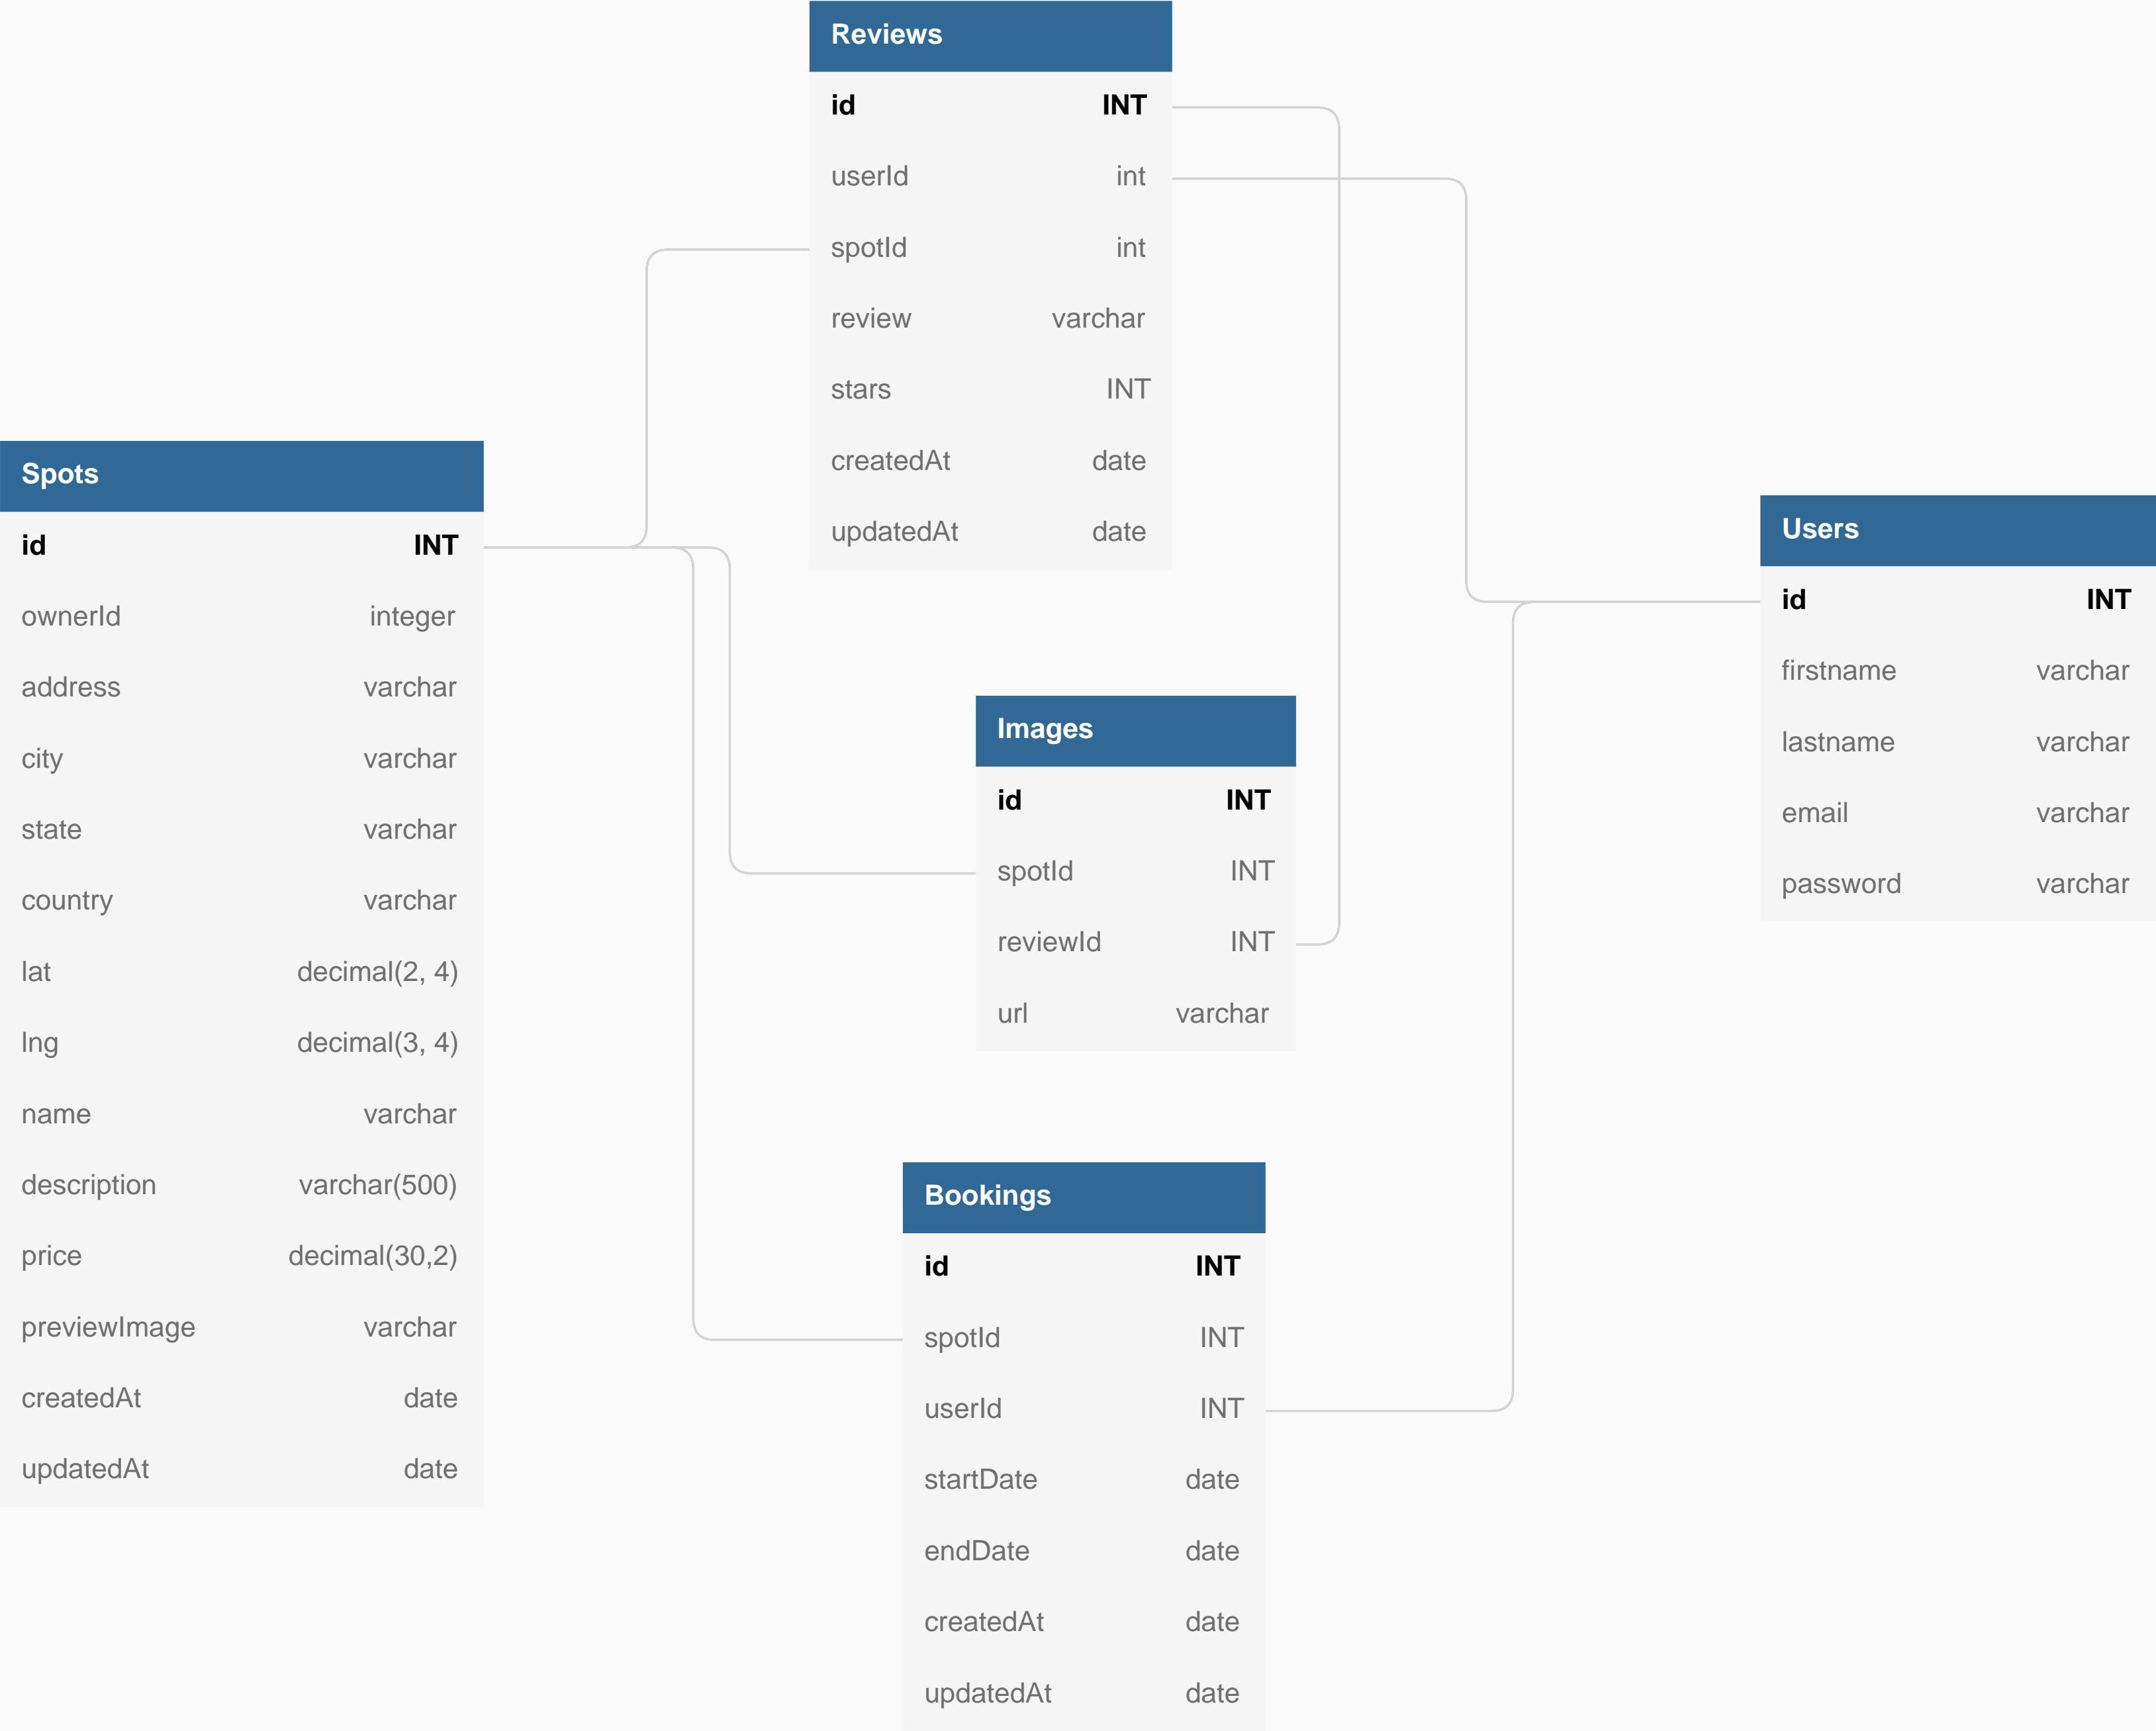 Reviews
id INT
userId int
spotId int
review varchar
stars INT
createdAt date
updatedAt date
Spots
id INT
ownerId integer
address varchar
city varchar
state varchar
country varchar
lat decimal(2, 4)
lng decimal(3, 4)
name varchar
description varchar(500)
price decimal(30,2)
previewImage varchar
createdAt date
updatedAt date
Images
id INT
spotId INT
reviewId INT
url varchar
Bookings
id INT
spotId INT
userId INT
startDate date
endDate date
createdAt date
updatedAt date
Users
id INT
firstname varchar
lastname varchar
email varchar
password varchar